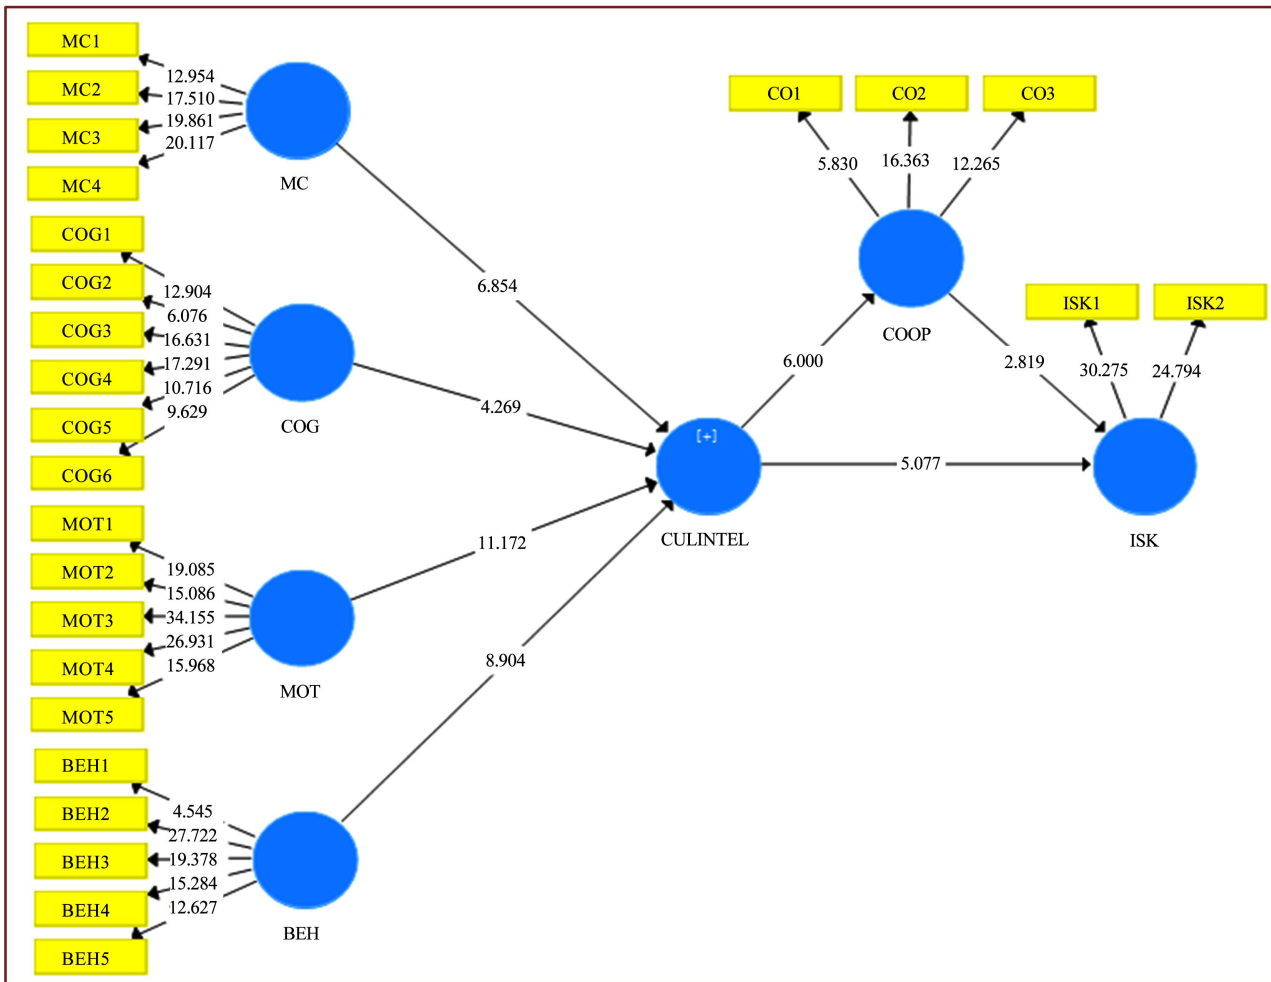 MC1
MC2
MC3
MC4
12.954
17.510
19.861
20.117
MC
COG1
COG2
COG3
COG4
COG5
COG6
12.904
6.076
16.631
17.291
10.716
9.629
COG
MOT1
MOT2
MOT3
MOT4
MOT5
19.085
15.086
34.155
26.931
15.968
MOT
BEH1
BEH2
BEH3
BEH4
BEH5
4.545
27.722
19.378
15.284
12.627
BEH
6.854
4.269
11.172
8.904
[+]
CULINTEL
6.000
5.077
CO1
CO2
CO3
5.830
16.363
12.265
COOP
2.819
ISK1
ISK2
30.275
24.794
ISK